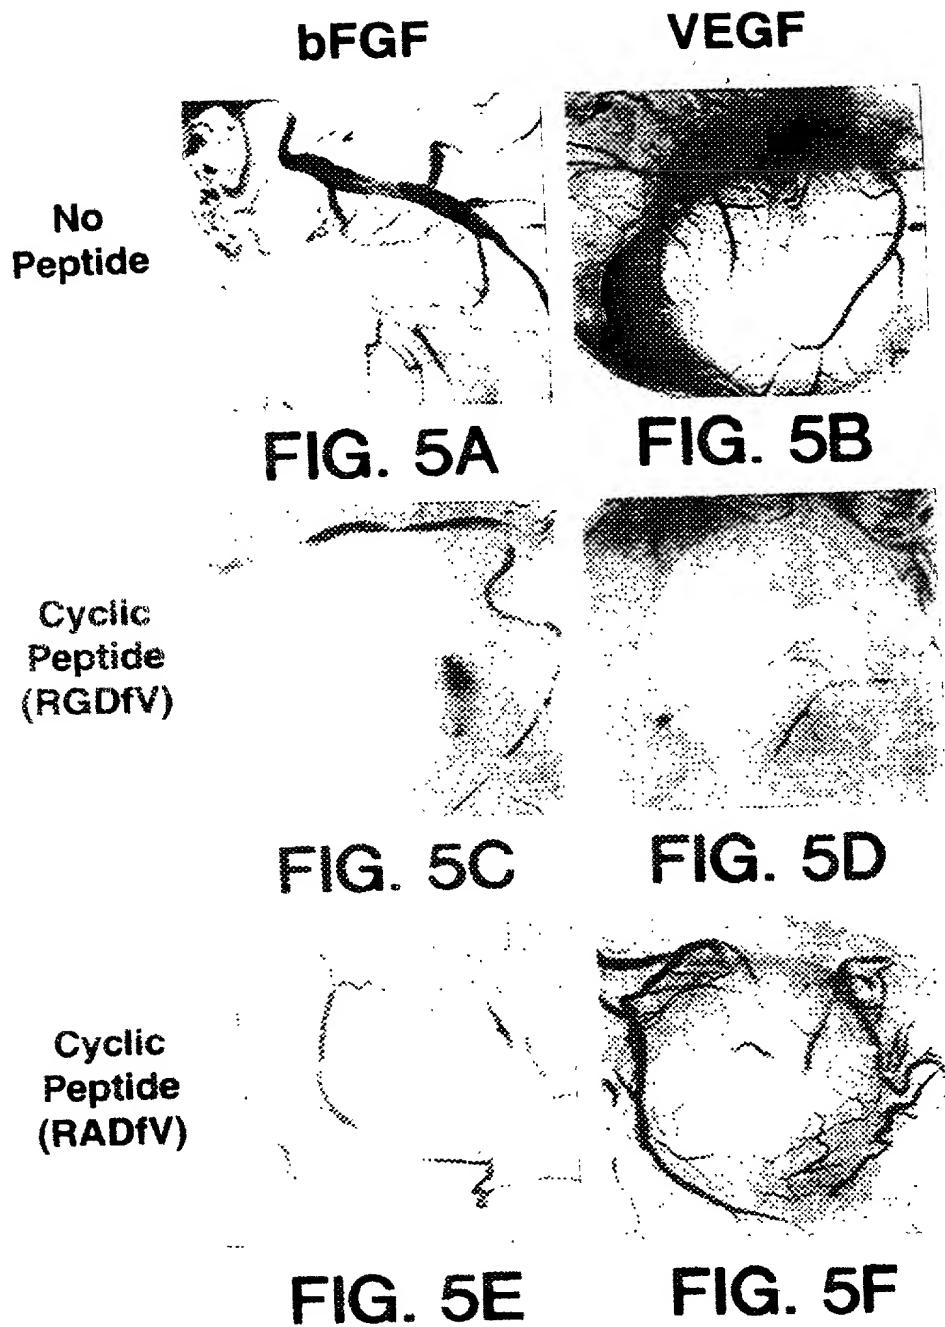 bFGF
VEGF
No
Peptide
FIG. 5A
FIG. 5B
Cyclic
Peptide
(RGDfV)
FIG. 5C
FIG. 5D
Cyclic
Peptide
(RADfV)
FIG. 5E
FIG. 5F